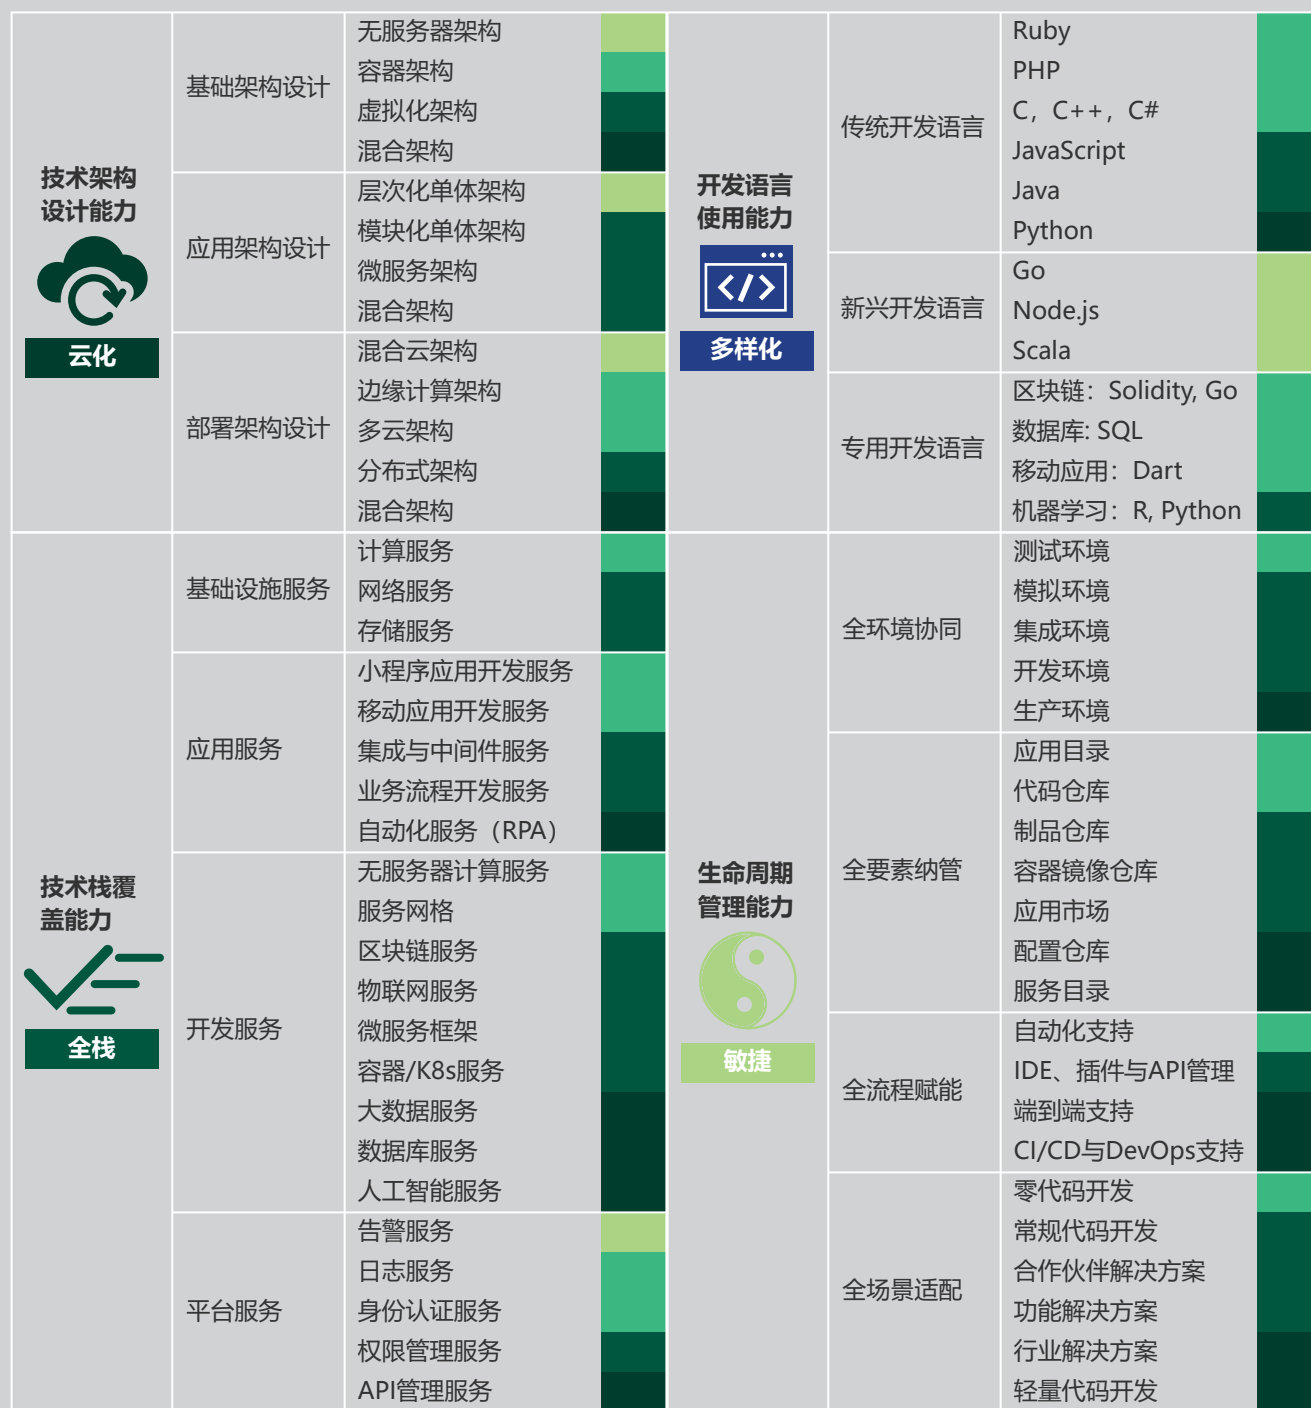 技术架构
设计能力
云化
基础架构设计
无服务器架构
容器架构
虚拟化架构
混合架构
应用架构设计
层次化单体架构
模块化单体架构
微服务架构
混合架构
部署架构设计
混合云架构
边缘计算架构
多云架构
分布式架构
混合架构
技术栈覆
盖能力
全栈
基础设施服务
计算服务
网络服务
存储服务
应用服务
小程序应用开发服务
移动应用开发服务
集成与中间件服务
业务流程开发服务
自动化服务（RPA）
开发服务
无服务器计算服务
服务网格
区块链服务
物联网服务
微服务框架
容器/K8s服务
大数据服务
数据库服务
人工智能服务
平台服务
告警服务
日志服务
身份认证服务
权限管理服务
API管理服务
开发语言
使用能力
多样化
传统开发语言
Ruby
PHP
C，C++，C#
JavaScript
Java
Python
新兴开发语言
Go
Node.js
Scala
专用开发语言
区块链：Solidity, Go
数据库: SQL
移动应用：Dart
机器学习：R, Python
生命周期
管理能力
敏捷
全环境协同
测试环境
模拟环境
集成环境
开发环境
生产环境
全要素纳管
应用目录
代码仓库
制品仓库
容器镜像仓库
应用市场
配置仓库
服务目录
全流程赋能
自动化支持
IDE、插件与API管理
端到端支持
CI/CD与DevOps支持
全场景适配
零代码开发
常规代码开发
合作伙伴解决方案
功能解决方案
行业解决方案
轻量代码开发